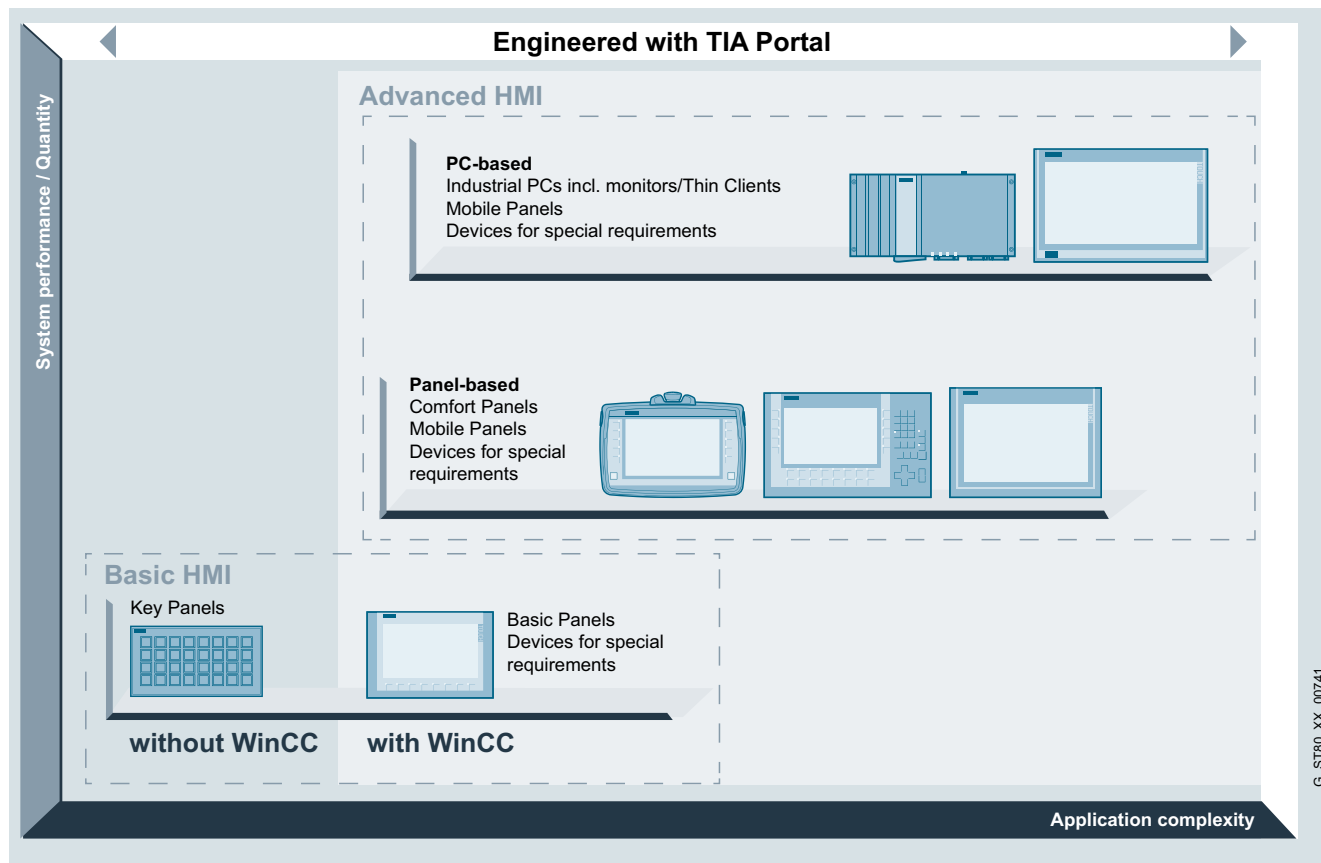 Engineered with TIA Portal
System performance / Quantity
Advanced HMI
PC-based
Industrial PCs incl. monitors/Thin Clients
Mobile Panels
Devices for special requirements
Panel-based
Comfort Panels
Mobile Panels
Devices for special
requirements
Basic HMI
Key Panels
Basic Panels
Devices for special
requirements
without WinCC
with WinCC
Application complexity
G_ST80_XX_00741